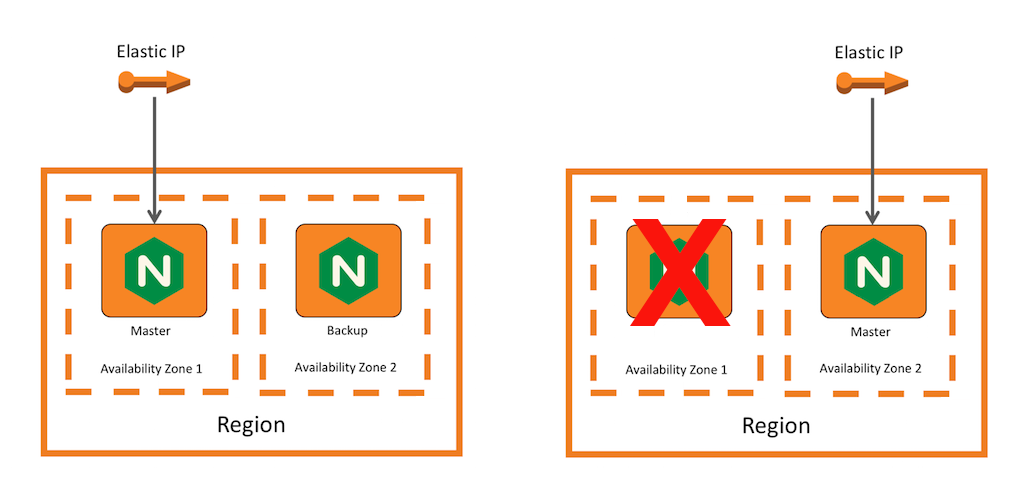 Elastic IP
N
Master
Availability Zone 1
N
Backup
Availability Zone 2
Region
Elastic IP
Availability Zone 1
N
Master
Availability Zone 2
Region